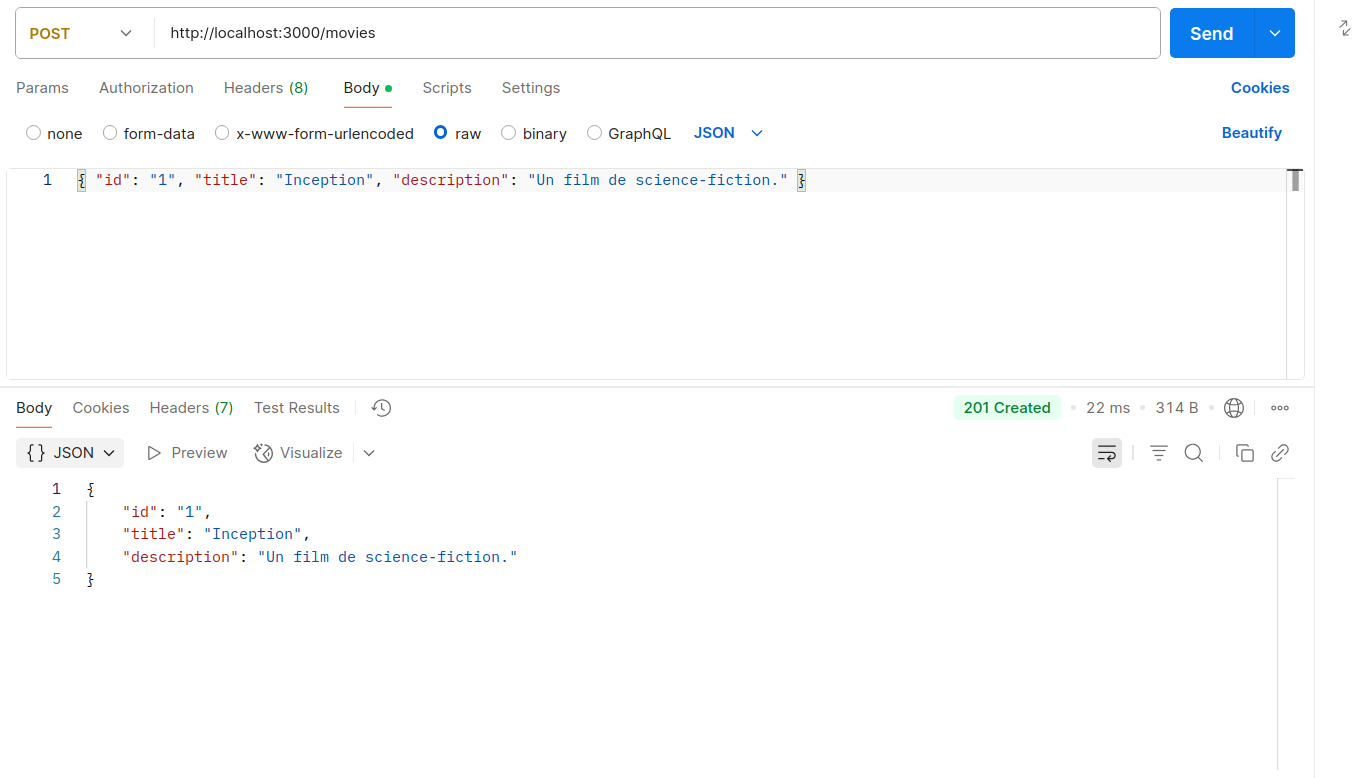 POST http://localhost:3000/movies Send
Params Authorization Headers (8) Body Scripts Settings Cookies
none form-data x-www-form-urlencoded raw binary GraphQL JSON Beautify
1 { "id": "1", "title": "Inception", "description": "Un film de science-fiction." }
Body Cookies Headers (7) Test Results 201 Created 22 ms 314 B
{ } JSON Preview Visualize
1 {
2 "id": "1",
3 "title": "Inception",
4 "description": "Un film de science-fiction."
5 }